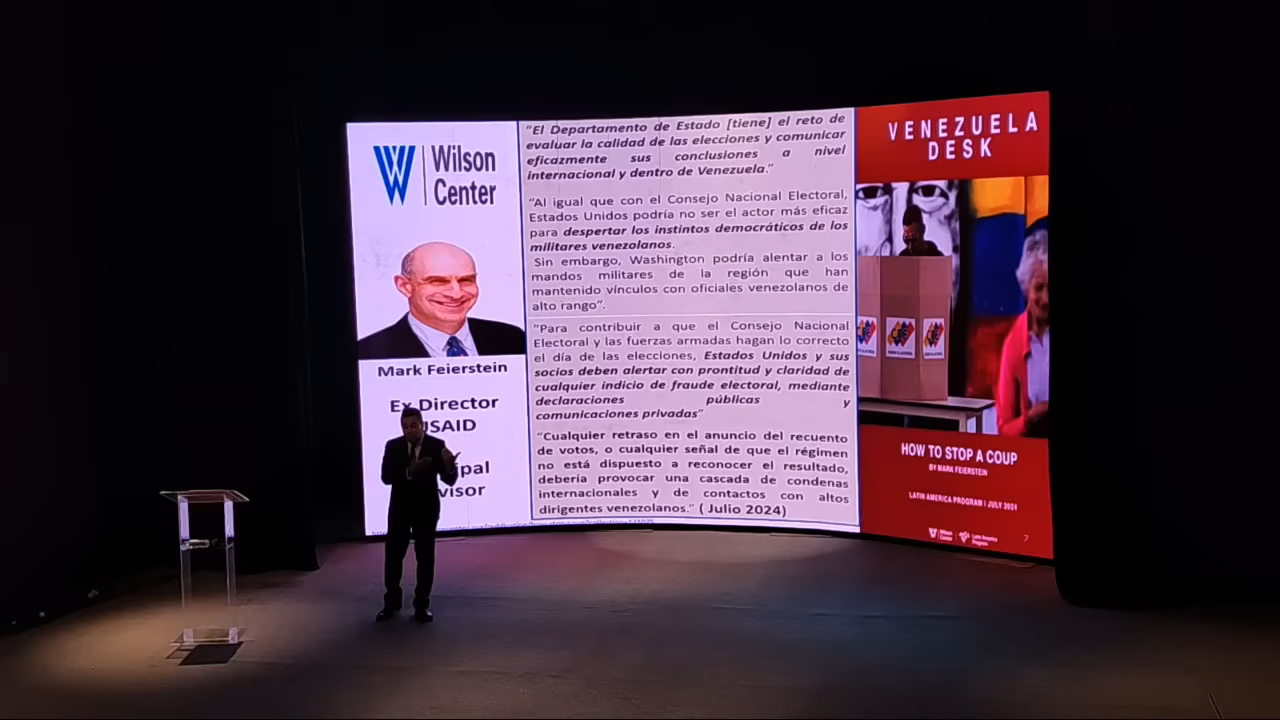 Wilson
Center
Mark Feierstein
Ex Director
USAID
visor
“El Departamento de Estado [tiene] el reto de
evaluar la calidad de las elecciones y comunicar
eficazmente sus conclusiones a nivel
internacional y dentro de Venezuela.”
“Al igual que con el Consejo Nacional Electoral,
Estados Unidos podría no ser el actor más eficaz
para despertar los instintos democráticos de los
militares venezolanos.
Sin embargo, Washington podría alentar a los
mandos militares de la región que han
mantenido vínculos con oficiales venezolanos de
alto rango”.
“Para contribuir a que el Consejo Nacional
Electoral y las fuerzas armadas hagan lo correcto
el día de las elecciones, Estados Unidos y sus
socios deben alertar con prontitud y claridad de
cualquier indicio de fraude electoral, mediante
declaraciones públicas y
comunicaciones privadas”
“Cualquier retraso en el anuncio del recuento
de votos, o cualquier señal de que el régimen
no está dispuesto a reconocer el resultado,
debería provocar una cascada de condenas
internacionales y de contactos con altos
dirigentes venezolanos.” ( Julio 2024)
VENEZUELA
DESK
HOW TO STOP A COUP
BY MARK FEIERSTEIN
LATIN AMERICA PROGRAM | JULY 2024
Wilson
Center
Latin America
Program
7